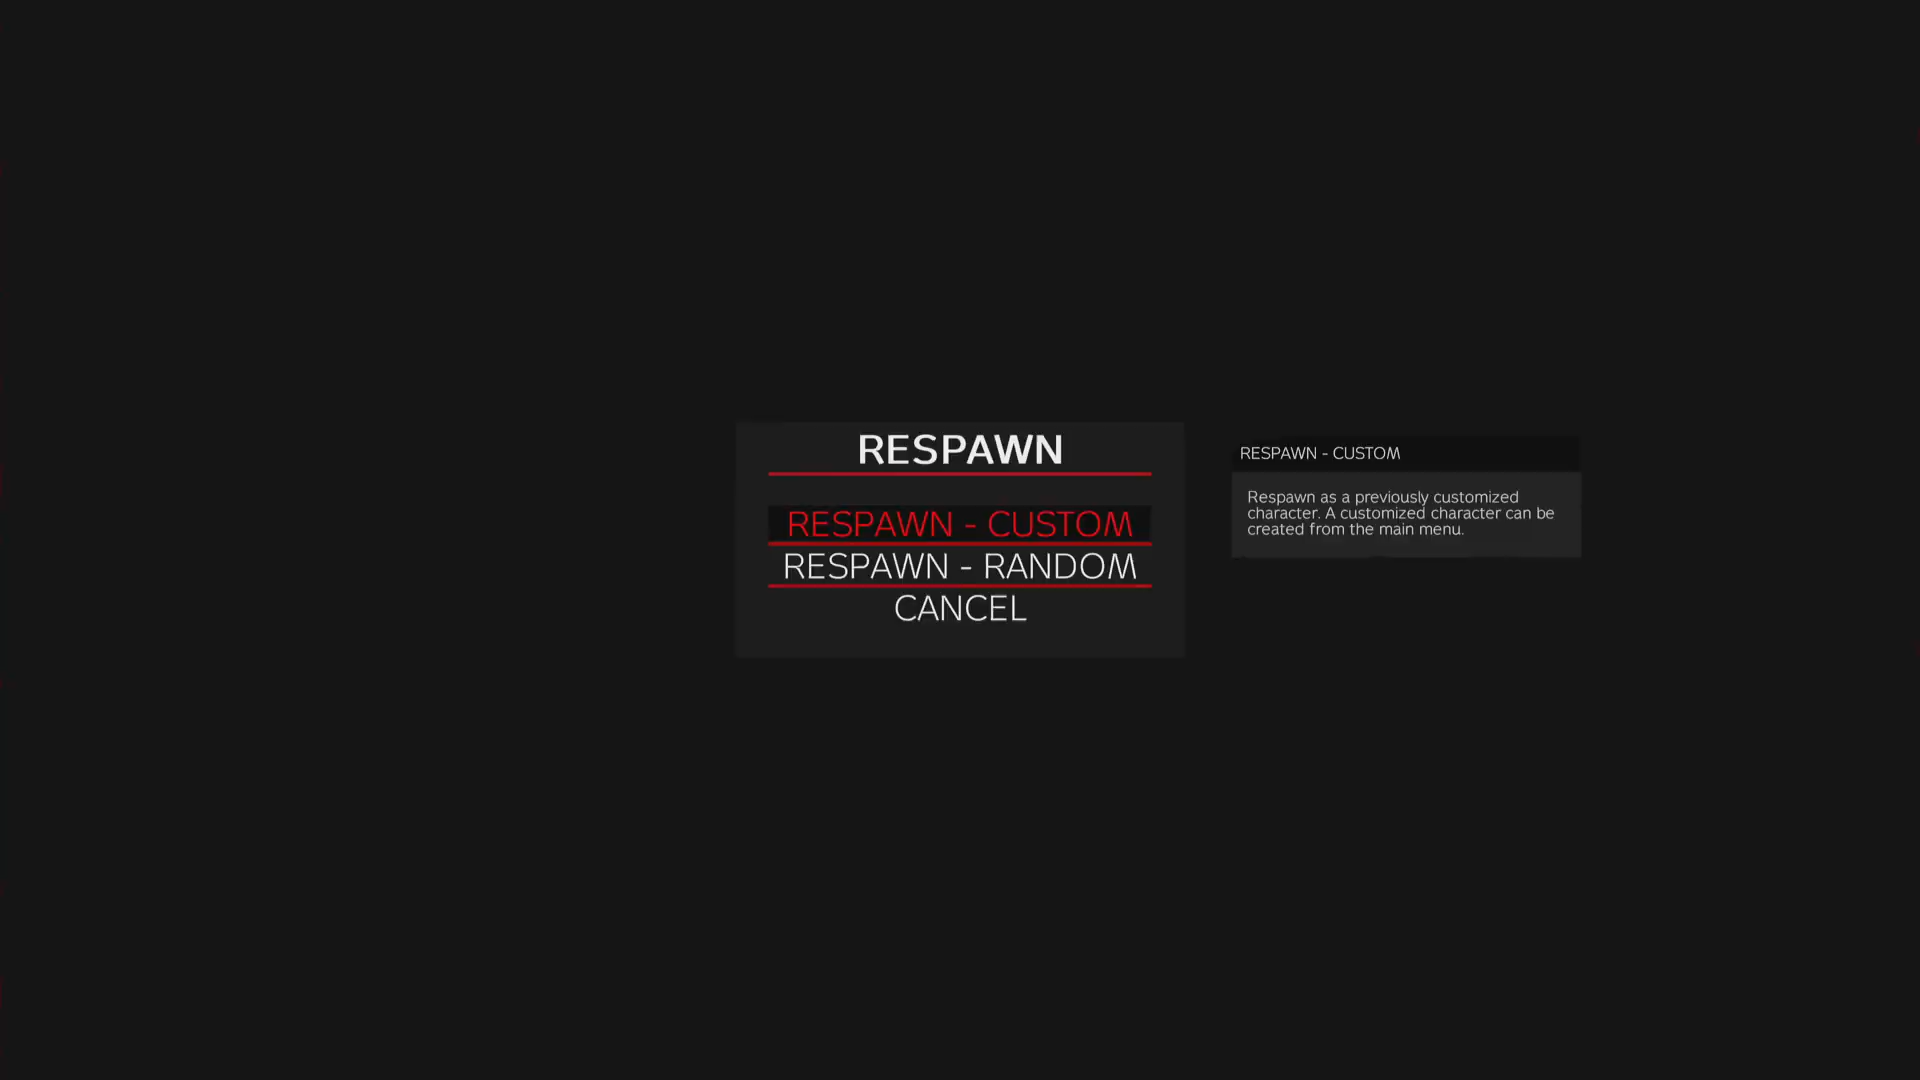 RESPAWN
RESPAWN - CUSTOM
RESPAWN - RANDOM
CANCEL
RESPAWN - CUSTOM
Respawn as a previously customized
character. A customized character can be
created from the main menu.